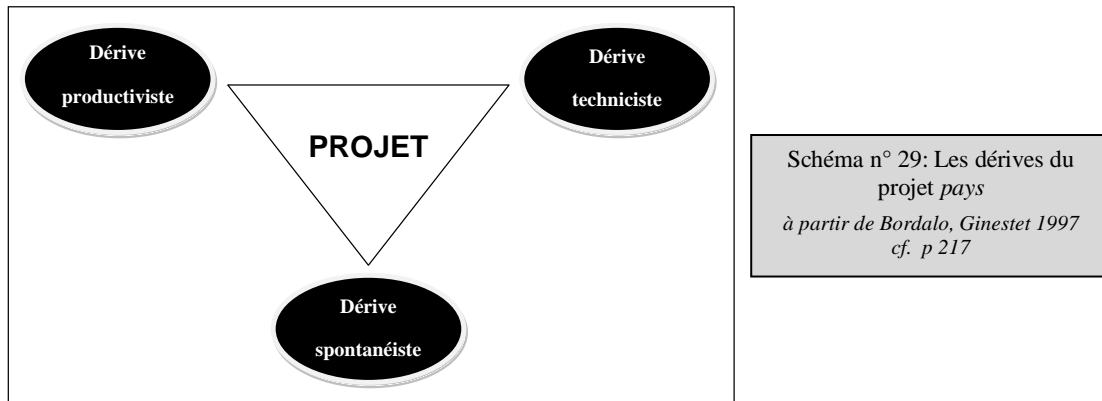 Dérive
productiviste
Dérive
techniciste
PROJET
Dérive
spontanéiste
Schéma n° 29: Les dérives du
projet pays
à partir de Bordalo, Ginestet 1997
cf. p 217